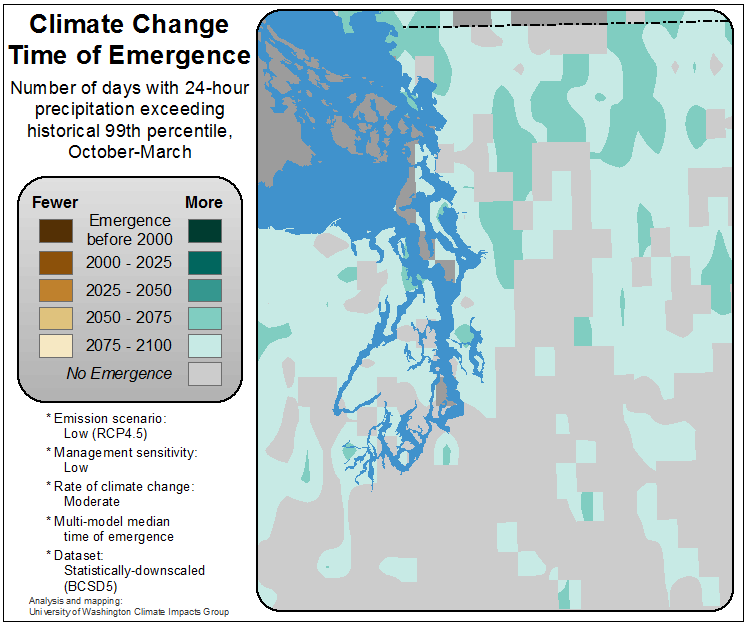 Climate Change
Time of Emergence
Number of days with 24-hour
precipitation exceeding
historical 99th percentile,
October-March
Fewer
More
Emergence
before 2000
2000 - 2025
2025 - 2050
2050 - 2075
2075 - 2100
No Emergence
* Emission scenario:
Low (RCP4.5)
* Management sensitivity:
Low
* Rate of climate change:
Moderate
* Multi-model median
time of emergence
* Dataset:
Statistically-downscaled
(BCSD5)
Analysis and mapping:
University of Washington Climate Impacts Group